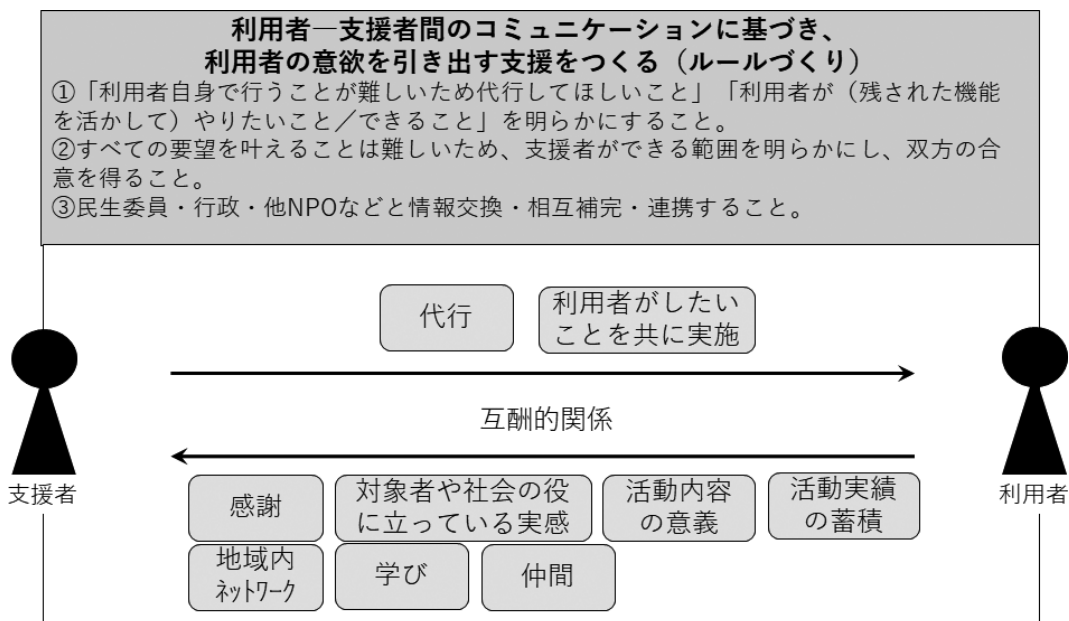 利用者―支援者間のコミュニケーションに基づき、
利用者の意欲を引き出す支援をつくる（ルールづくり）
①「利用者自身で行うことが難しいため代行してほしいこと」「利用者が（残された機能
を活かして）やりたいこと／できること」を明らかにすること。
②すべての要望を叶えることは難しいため、支援者ができる範囲を明らかにし、双方の合
意を得ること。
③民生委員・行政・他NPOなどと情報交換・相互補完・連携すること。
代行
利用者がしたい
ことを共に実施
互酬的関係
支援者
利用者
感謝
対象者や社会の役
に立っている実感
活動内容
の意義
活動実績
の蓄積
地域内
ﾈｯﾄﾜｰｸ
学び
仲間